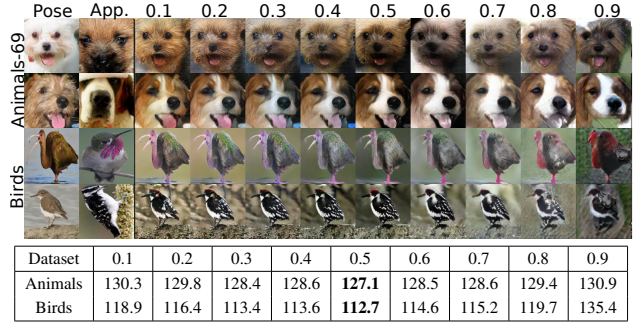 Pose App. 0.1 0.2 0.3 0.4 0.5 0.6 0.7 0.8 0.9
Animals-69
Birds
Dataset 0.1 0.2 0.3 0.4 0.5 0.6 0.7 0.8 0.9
Animals 130.3 129.8 128.4 128.6 127.1 128.5 128.6 129.4 130.9
Birds 118.9 116.4 113.4 113.6 112.7 114.6 115.2 119.7 135.4